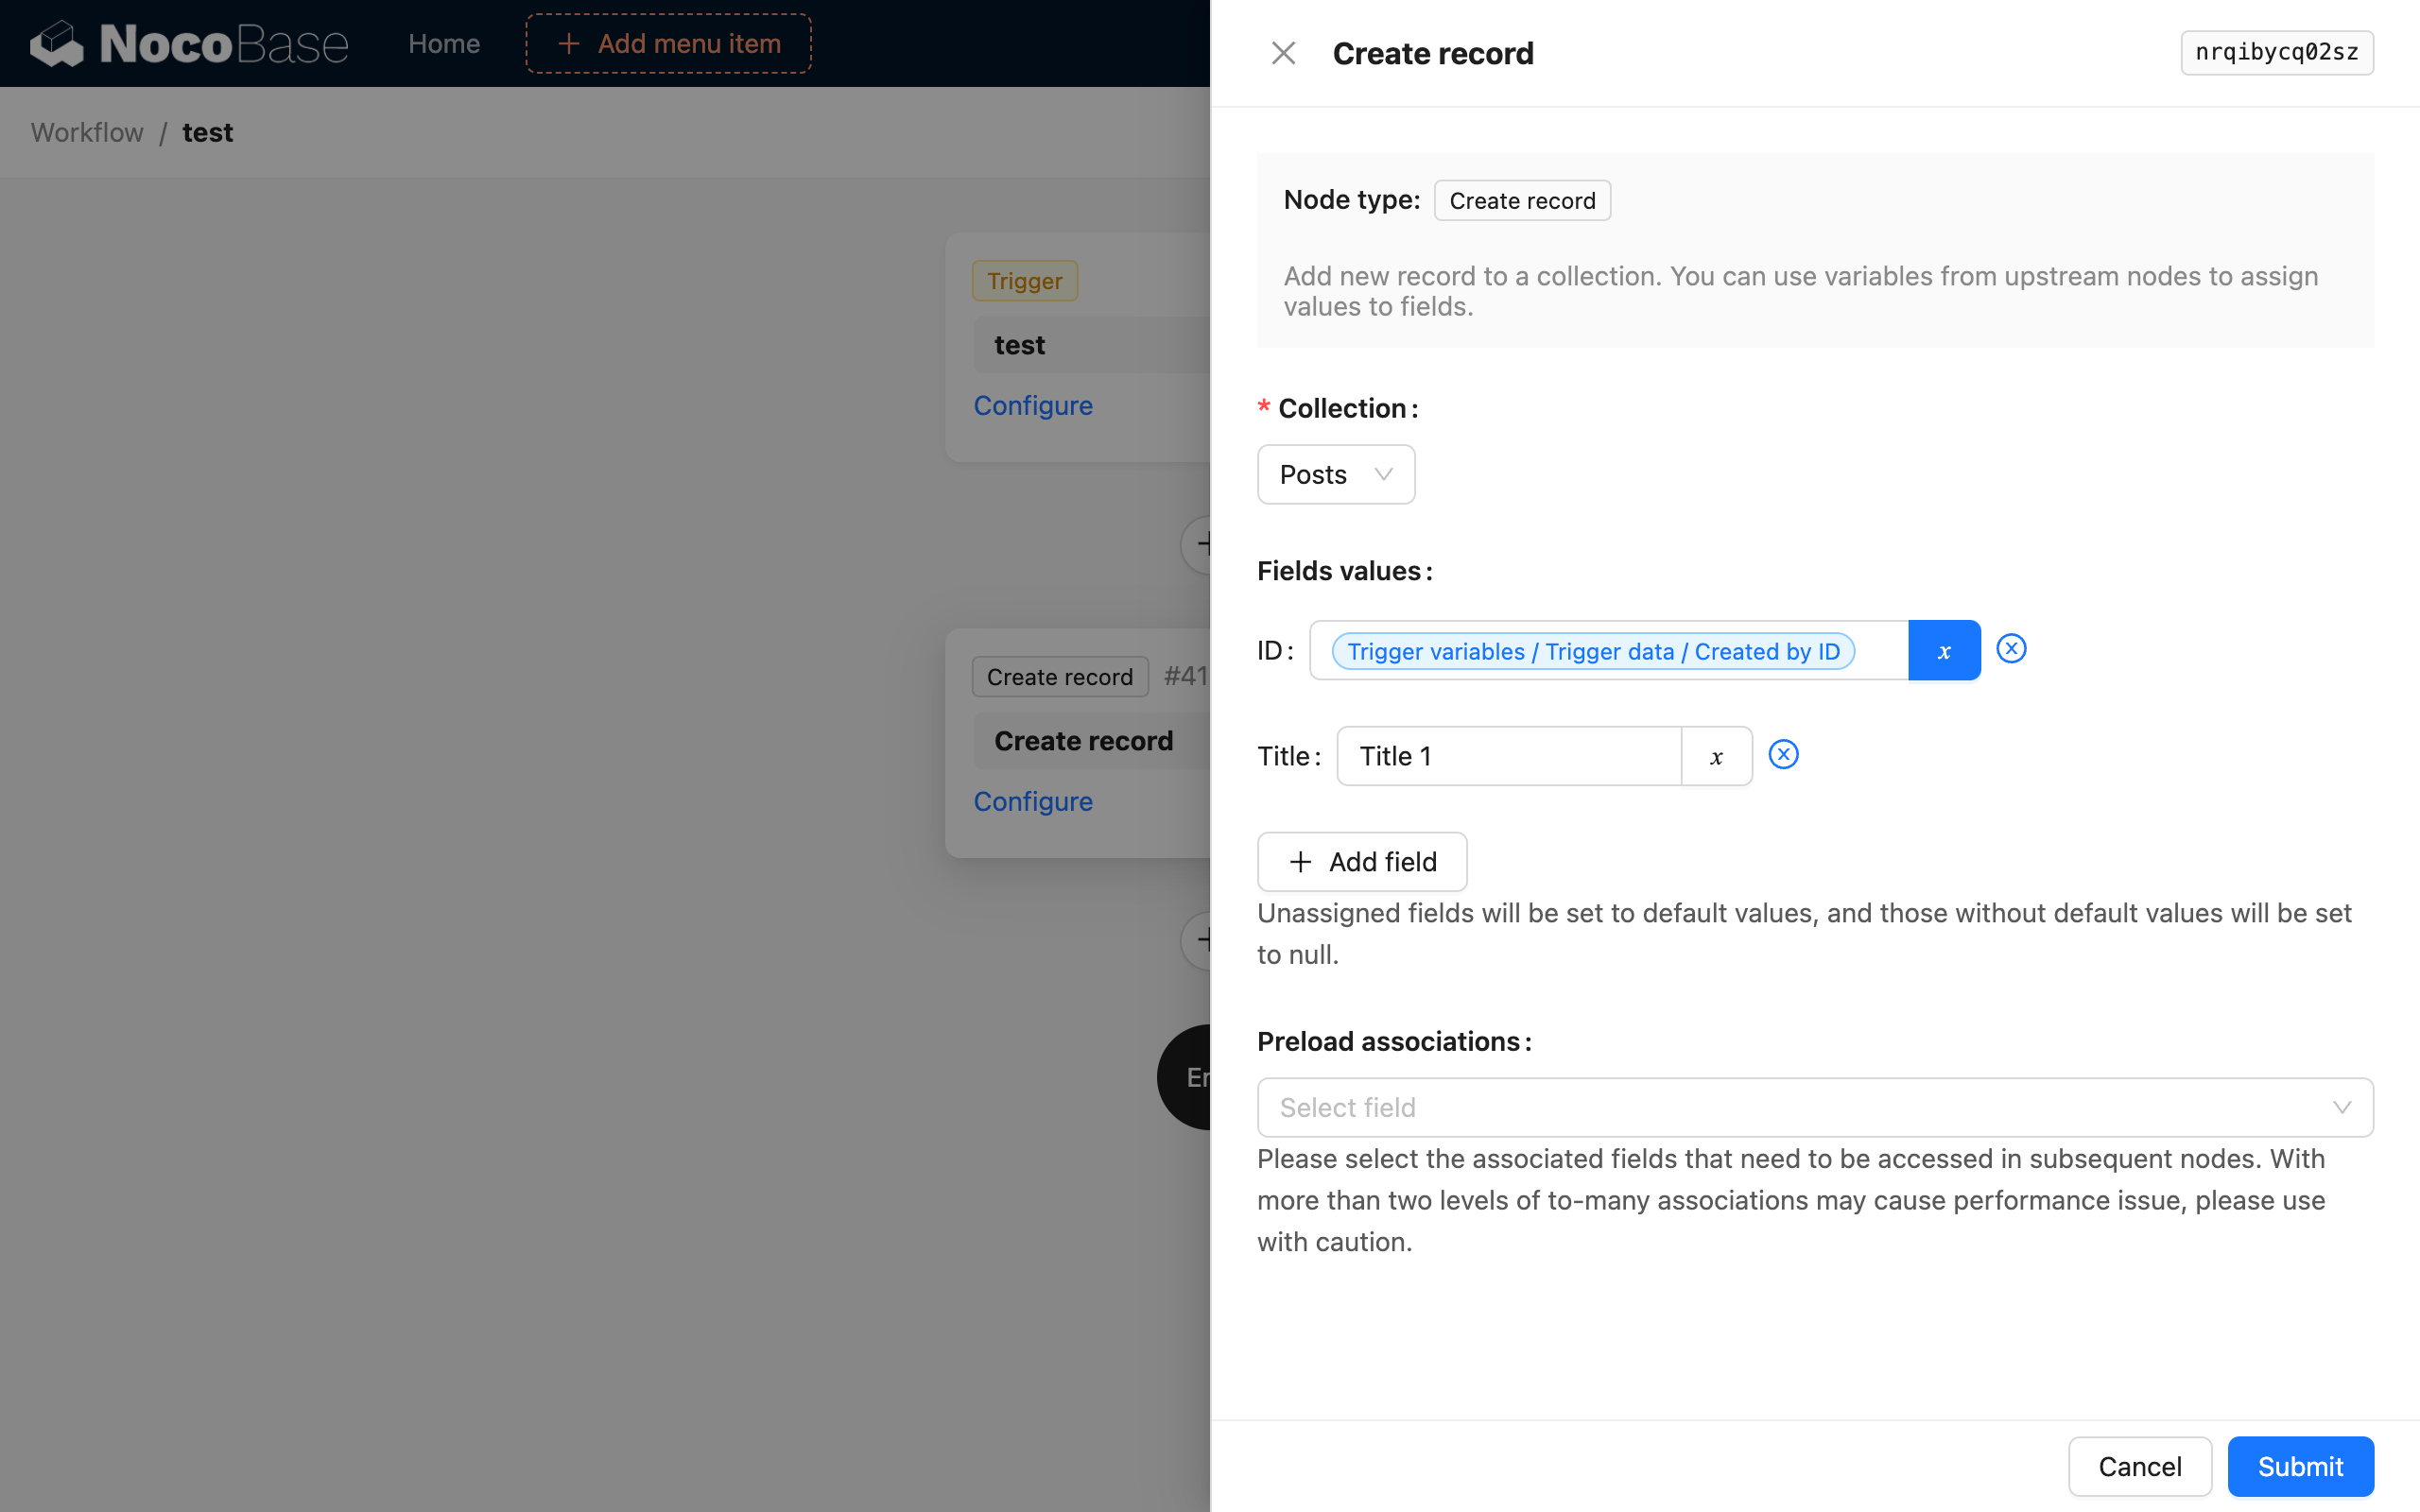 NocoBase
Home
+ Add menu item
Workflow / test
Trigger
test
Configure
Create record #41
Create record
Configure
Create record
nrqibycq02sz
Node type: Create record
Add new record to a collection. You can use variables from upstream nodes to assign
values to fields.
* Collection:
Posts
Fields values:
ID: Trigger variables / Trigger data / Created by ID x
Title: Title 1 x
+ Add field
Unassigned fields will be set to default values, and those without default values will be set
to null.
Preload associations:
Select field
Please select the associated fields that need to be accessed in subsequent nodes. With
more than two levels of to-many associations may cause performance issue, please use
with caution.
Cancel
Submit